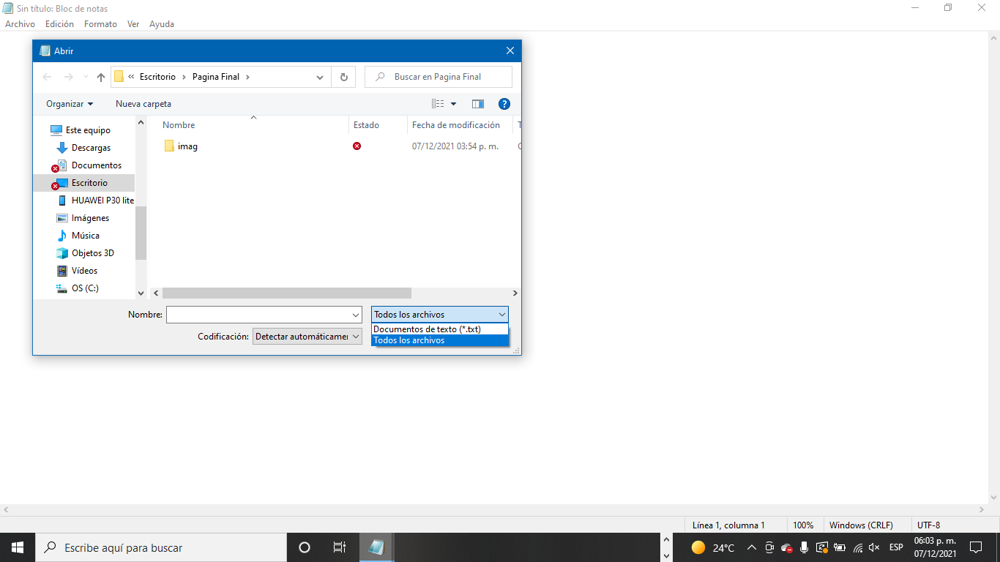 Sin título: Bloc de notas
Archivo Edición Formato Ver Ayuda
Abrir
« Escritorio › Pagina Final ›
Buscar en Pagina Final
Organizar Nueva carpeta
Nombre Estado Fecha de modificación
imag 07/12/2021 03:54 p. m.
Este equipo
Descargas
Documentos
Escritorio
HUAWEI P30 lite
Imágenes
Música
Objetos 3D
Vídeos
OS (C:)
Nombre: Todos los archivos
Documentos de texto (*.txt)
Codificación: Detectar automáticamen
Todos los archivos
Línea 1, columna 1 100% Windows (CRLF) UTF-8
Escribe aquí para buscar
24°C
ESP
06:03 p. m.
07/12/2021